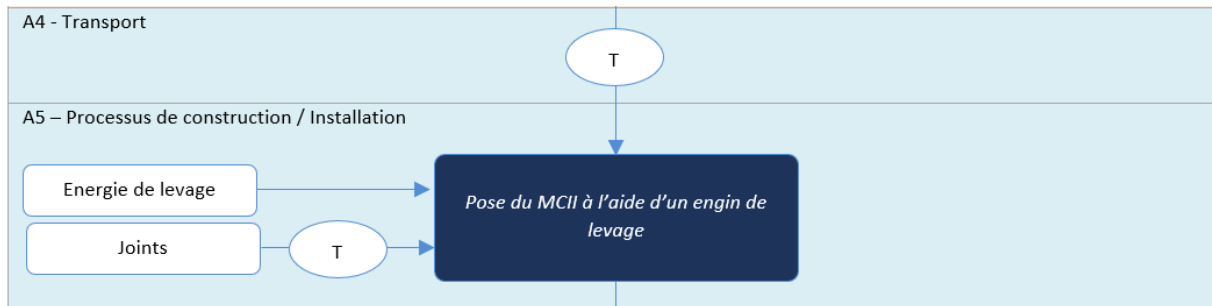 A4 - Transport
T
A5 – Processus de construction / Installation
Energie de levage
Pose du MCII à l’aide d’un engin de
levage
Joints
T